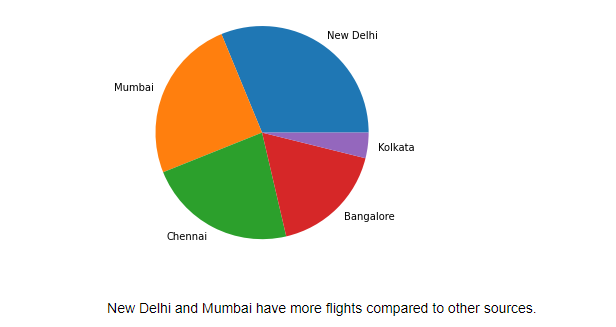 New Delhi
Mumbai
Kolkata
Bangalore
Chennai
New Delhi and Mumbai have more flights compared to other sources.